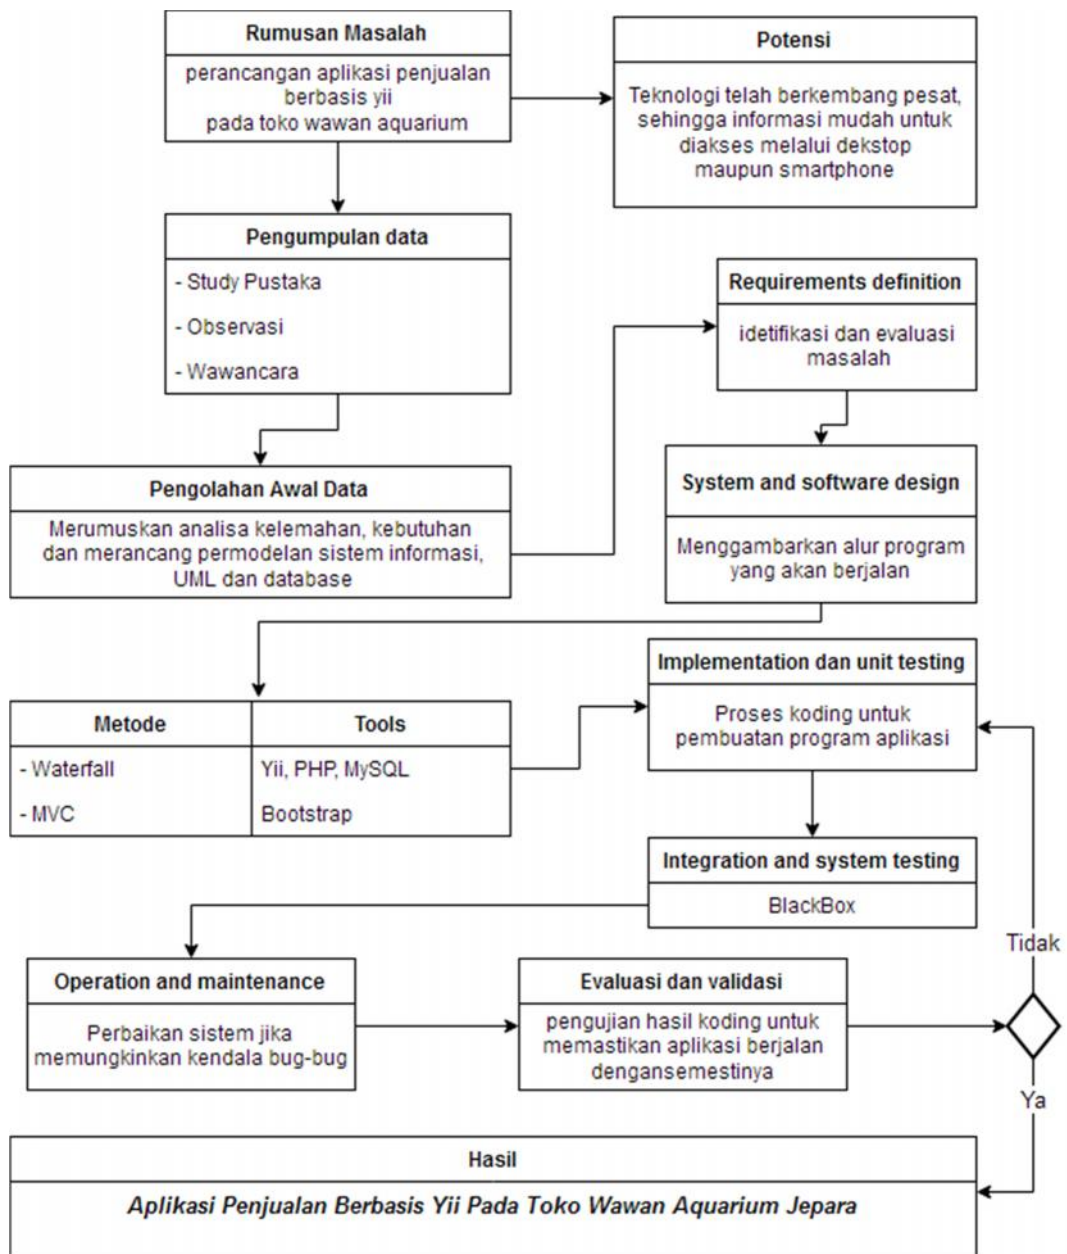 Rumusan Masalah
perancangan aplikasi penjualan
berbasis yii
pada toko wawan aquarium
Potensi
Teknologi telah berkembang pesat,
sehingga informasi mudah untuk
diakses melalui dekstop
maupun smartphone
Pengumpulan data
- Study Pustaka
- Observasi
- Wawancara
Requirements definition
idetifikasi dan evaluasi
masalah
Pengolahan Awal Data
Merumuskan analisa kelemahan, kebutuhan
dan merancang permodelan sistem informasi,
UML dan database
System and software design
Menggambarkan alur program
yang akan berjalan
Metode
- Waterfall
- MVC
Tools
Yii, PHP, MySQL
Bootstrap
Implementation dan unit testing
Proses koding untuk
pembuatan program aplikasi
Integration and system testing
BlackBox
Operation and maintenance
Perbaikan sistem jika
memungkinkan kendala bug-bug
Evaluasi dan validasi
pengujian hasil koding untuk
memastikan aplikasi berjalan
dengansemestinya
Tidak
Ya
Hasil
Aplikasi Penjualan Berbasis Yii Pada Toko Wawan Aquarium Jepara